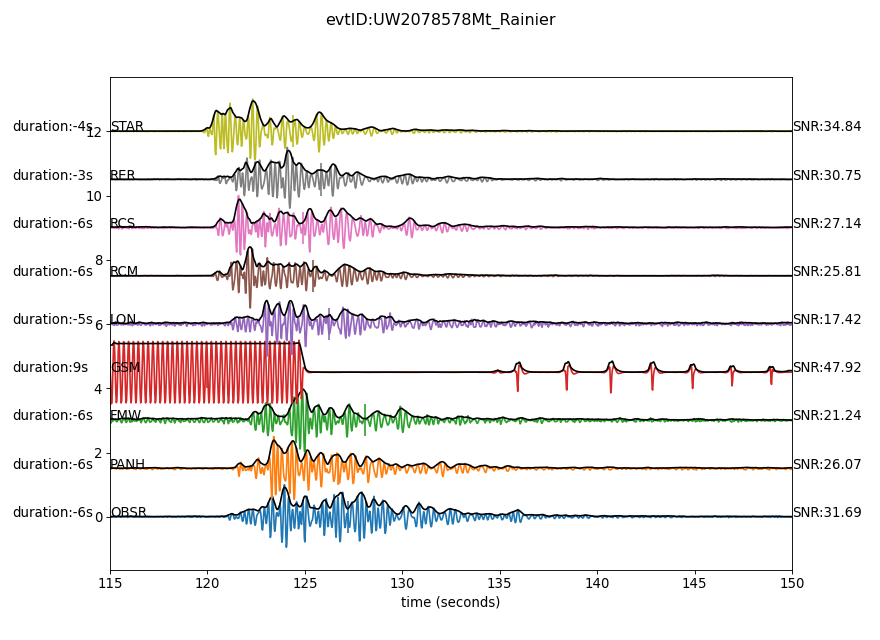 evtID:UW2078578Mt_Rainier
duration:-4s 12 STAR SNR:34.84
duration:-3s RER SNR:30.75
10
duration:-6s RCS SNR:27.14
8
duration:-6s RCM SNR:25.81
duration:-5s LON SNR:17.42
6
duration:9s GSM SNR:47.92
4
duration:-6s FMW SNR:21.24
2
duration:-6s PANH SNR:26.07
duration:-6s OBSR SNR:31.69
0
115 120 125 130 135 140 145 150
time (seconds)